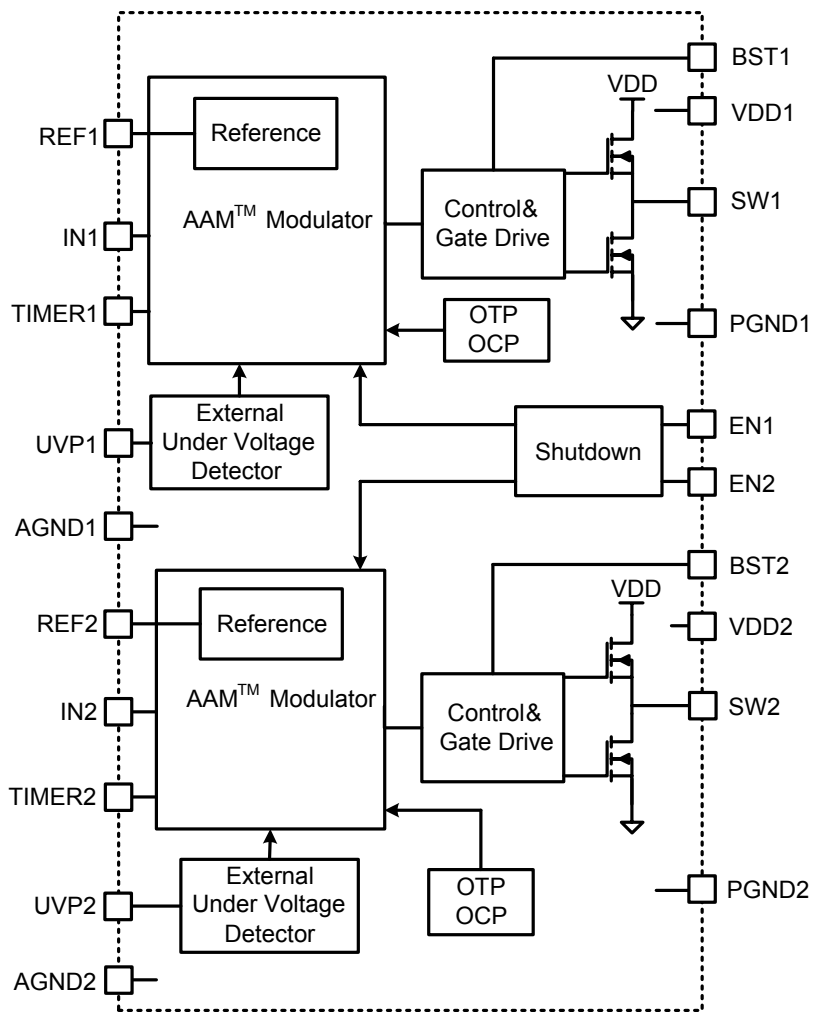 BST1
VDD
VDD1
REF1
Reference
AAM™ Modulator
Control&
Gate Drive
SW1
IN1
TIMER1
OTP
OCP
PGND1
External
Under Voltage
Detector
UVP1
Shutdown
EN1
EN2
AGND1
BST2
VDD
VDD2
REF2
Reference
AAM™ Modulator
Control&
Gate Drive
SW2
IN2
TIMER2
External
Under Voltage
Detector
UVP2
OTP
OCP
PGND2
AGND2